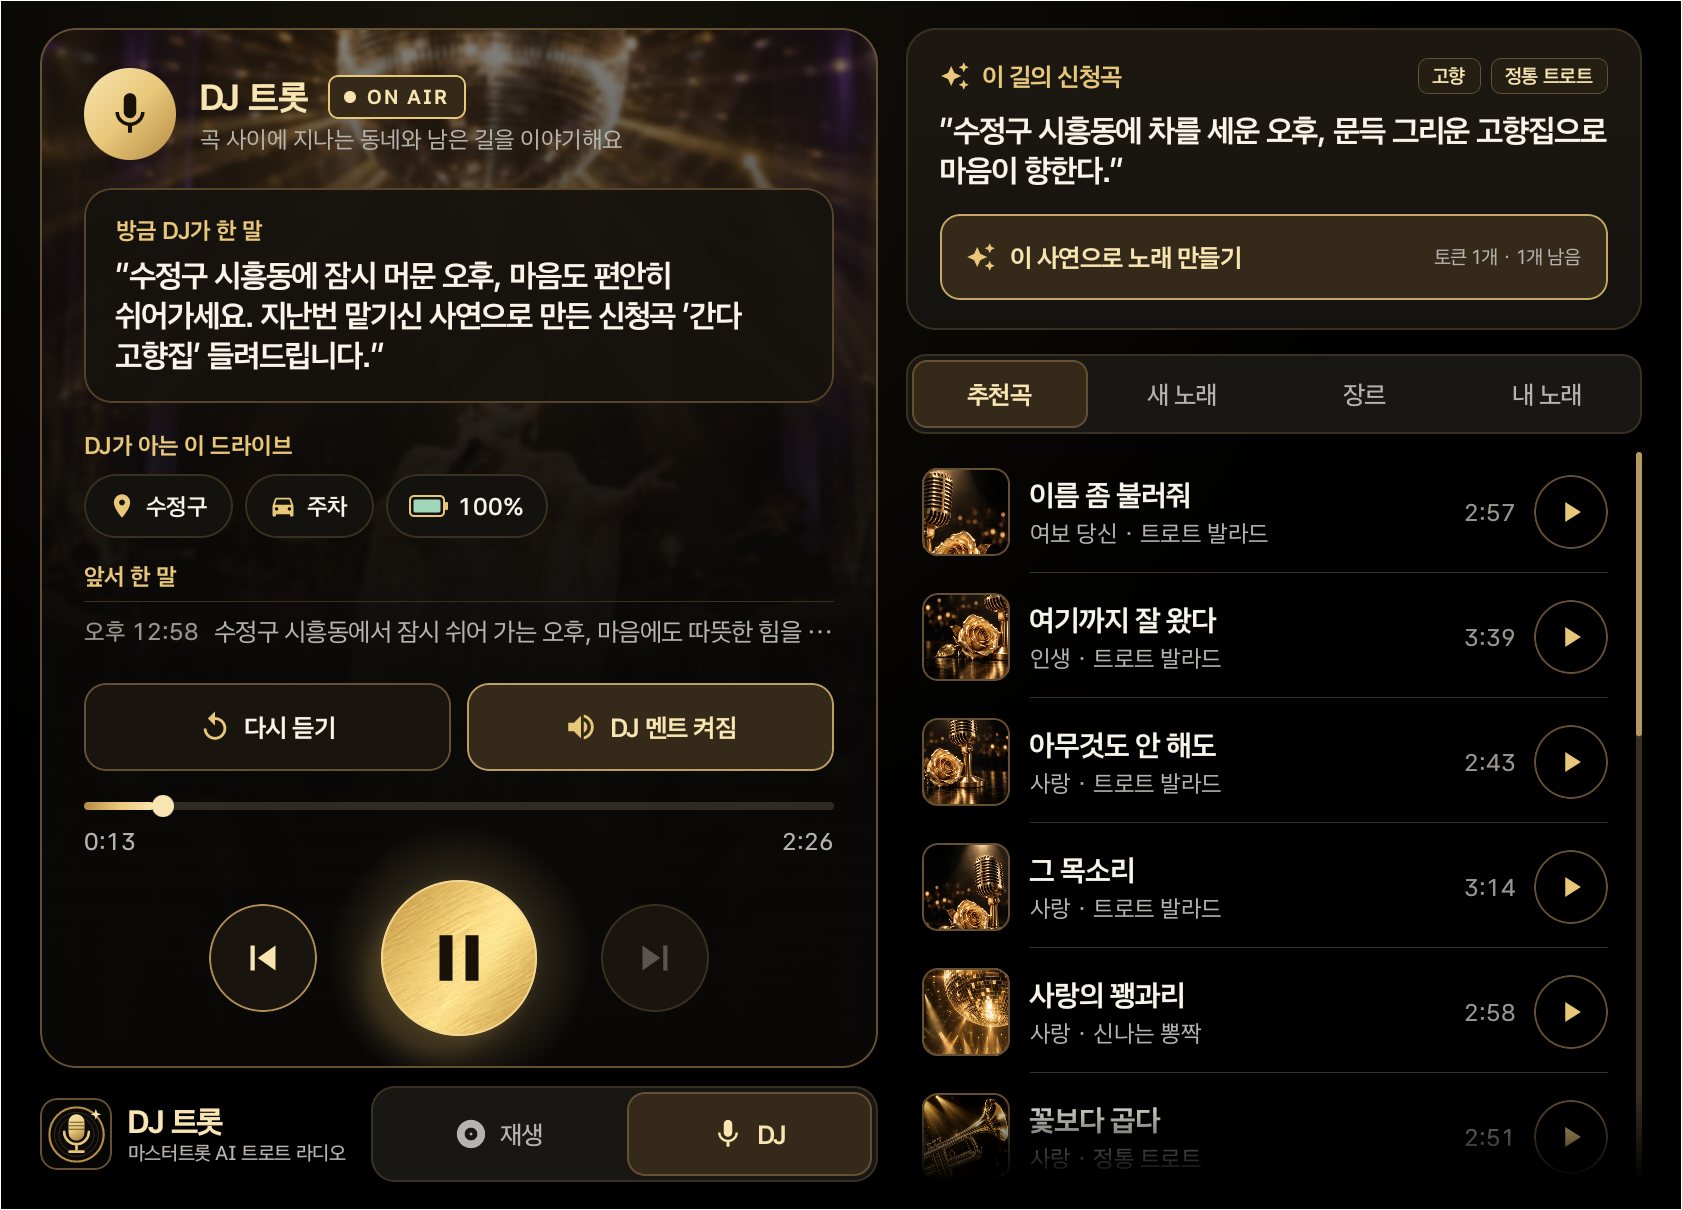 DJ 트롯
ON AIR
곡 사이에 지나는 동네와 남은 길을 이야기해요
방금 DJ가 한 말
"수정구 시흥동에 잠시 머문 오후, 마음도 편안히
쉬어가세요. 지난번 맡기신 사연으로 만든 신청곡 '간다
고향집' 들려드립니다."
DJ가 아는 이 드라이브
수정구
주차
100%
앞서 한 말
오후 12:58 수정구 시흥동에서 잠시 쉬어 가는 오후, 마음에도 따뜻한 힘을 ···
다시 듣기
DJ 멘트 켜짐
0:13
2:26
DJ 트롯
마스터트롯 AI 트로트 라디오
재생
DJ
이 길의 신청곡
고향
정통 트로트
"수정구 시흥동에 차를 세운 오후, 문득 그리운 고향집으로
마음이 향한다."
이 사연으로 노래 만들기
토큰 1개 · 1개 남음
추천곡
새 노래
장르
내 노래
이름 좀 불러줘
여보 당신 · 트로트 발라드
2:57
여기까지 잘 왔다
인생 · 트로트 발라드
3:39
아무것도 안 해도
사랑 · 트로트 발라드
2:43
그 목소리
사랑 · 트로트 발라드
3:14
사랑의 꽹과리
사랑 · 신나는 뽕짝
2:58
꽃보다 곱다
사랑 · 정통 트로트
2:51